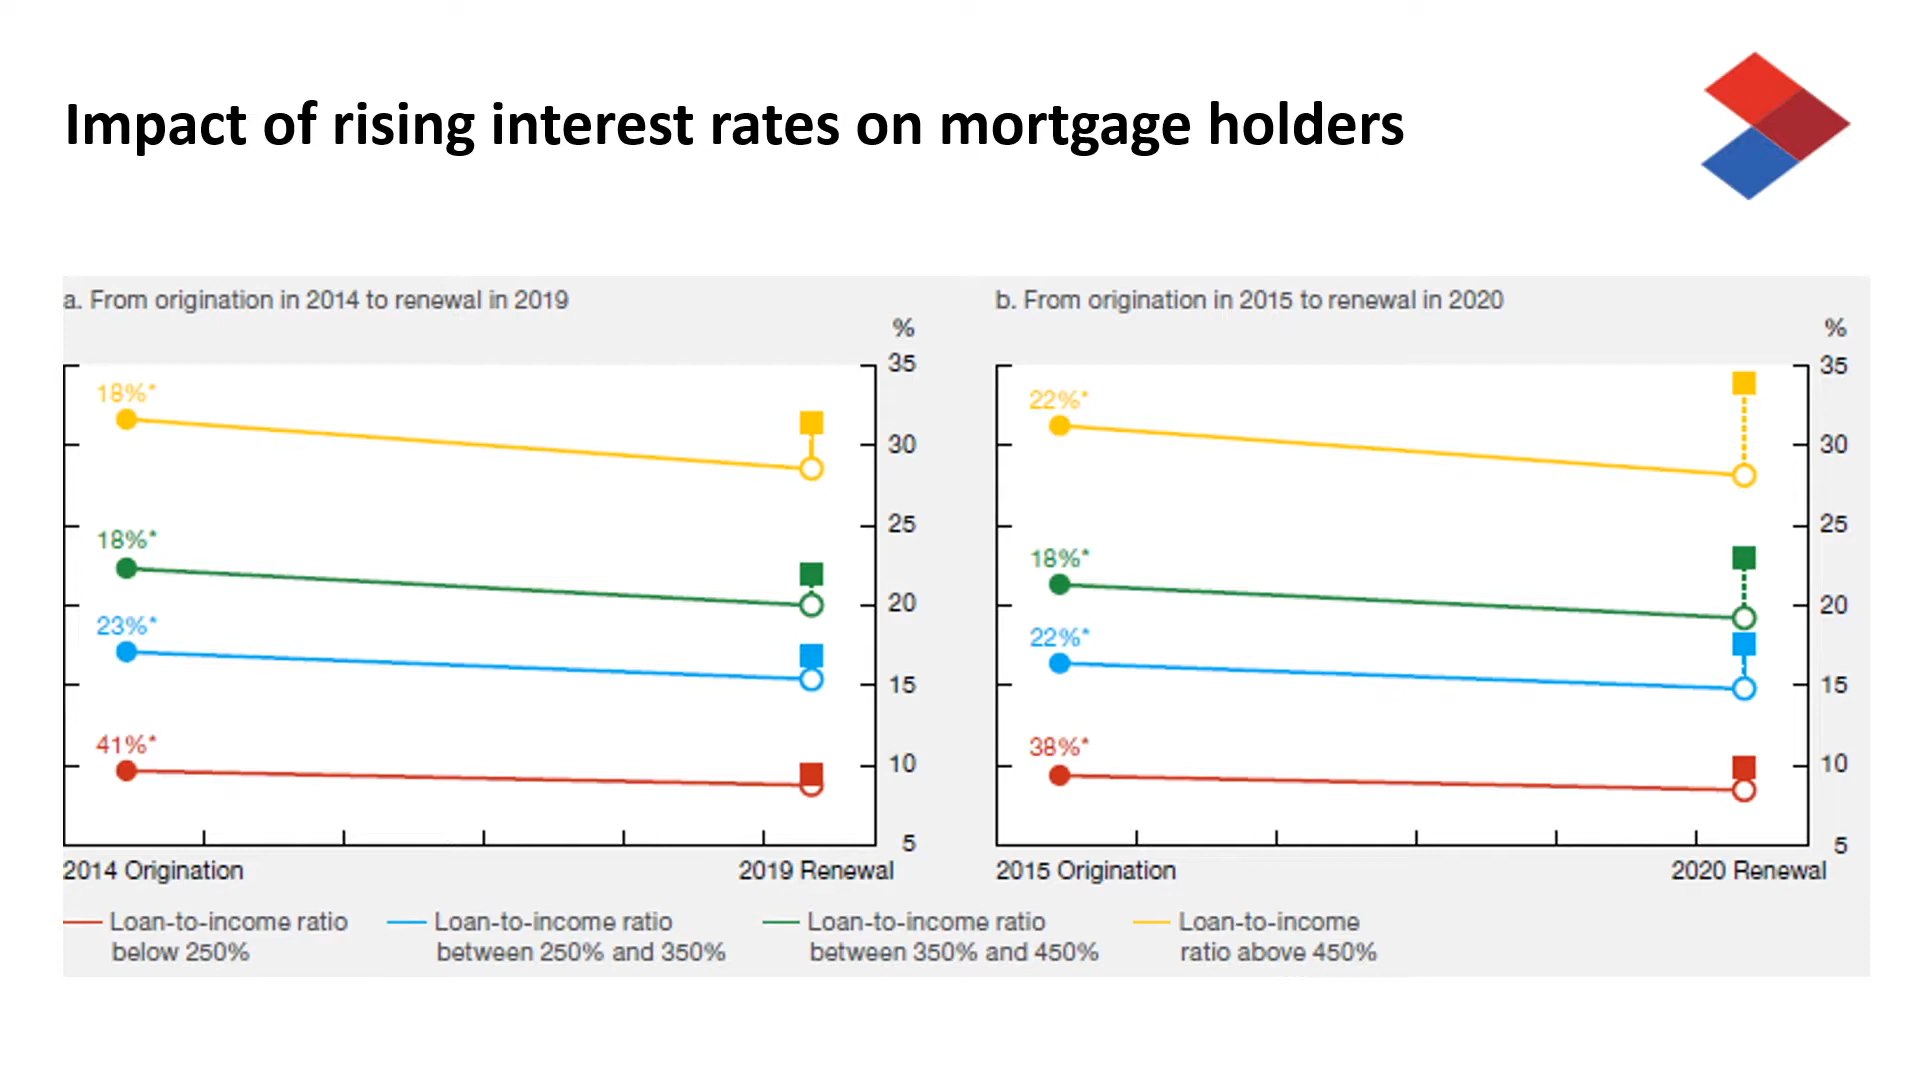 Impact of rising interest rates on mortgage holders
a. From origination in 2014 to renewal in 2019
%
35
30
25
20
15
10
5
18%*
18%*
23%*
41%*
2014 Origination
2019 Renewal
b. From origination in 2015 to renewal in 2020
%
35
30
25
20
15
10
5
22%*
18%*
22%*
38%*
2015 Origination
2020 Renewal
Loan-to-income ratio
below 250%
Loan-to-income ratio
between 250% and 350%
Loan-to-income ratio
between 350% and 450%
Loan-to-income
ratio above 450%